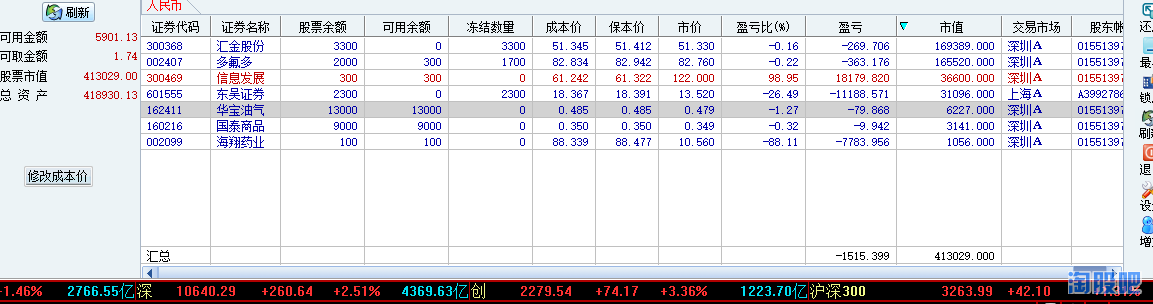 人民币
刷新
可用金额 5901.13
可取金额 1.74
股票市值 413029.00
总 资 产 418930.13
修改成本价
证券代码 证券名称 股票余额 可用余额 冻结数量 成本价 保本价 市价 盈亏比(%) 盈亏 市值 交易市场 股东帐
300368 汇金股份 3300 0 3300 51.345 51.412 51.330 -0.16 -269.706 169389.000 深圳A 01551397
002407 多氟多 2000 300 1700 82.834 82.942 82.760 -0.22 -363.176 165520.000 深圳A 01551397
300469 信息发展 300 300 0 61.242 61.322 122.000 98.95 18179.820 36600.000 深圳A 01551397
601555 东吴证券 2300 0 2300 18.367 18.391 13.520 -26.49 -11188.571 31096.000 上海A A3992786
162411 华宝油气 13000 13000 0 0.485 0.485 0.479 -1.27 -79.868 6227.000 深圳A 01551397
160216 国泰商品 9000 9000 0 0.350 0.350 0.349 -0.32 -9.942 3141.000 深圳A 01551397
002099 海翔药业 100 100 0 88.339 88.477 10.560 -88.11 -7783.956 1056.000 深圳A 01551397
汇总 -1515.399 413029.000
还
最
锁
刷
退
设
增
淘股吧
-1.46% 2766.55亿 深 10640.29 +260.64 +2.51% 4369.63亿 创 2279.54 +74.17 +3.36% 1223.70亿 沪深300 3263.99 +42.10